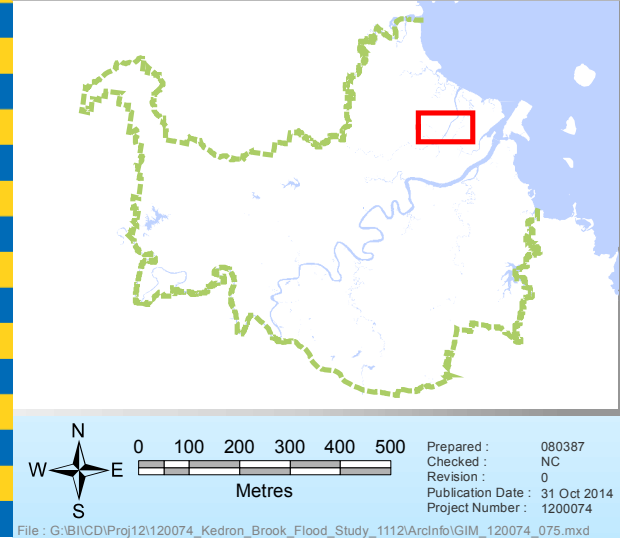 N
W E
S
0 100 200 300 400 500
Metres
Prepared : 080387
Checked : NC
Revision : 0
Publication Date : 31 Oct 2014
Project Number : 1200074
File : G:\BI\CD\Proj12\120074_Kedron_Brook_Flood_Study_1112\ArcInfo\GIM_120074_075.mxd